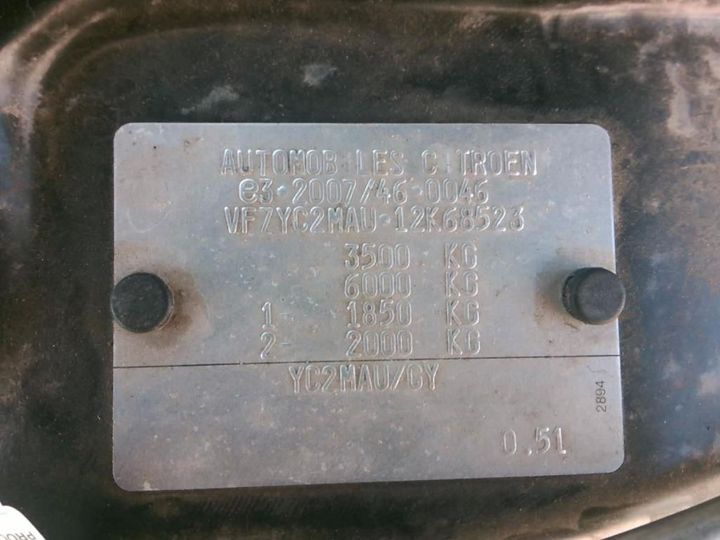 AUTOMOBILES CITROEN
e3*2007/46*0046
VF7YC2MAU-12K68523
3500 KG
6000 KG
1- 1850 KG
2- 2000 KG
YC2MAU/CY
2894
0.51